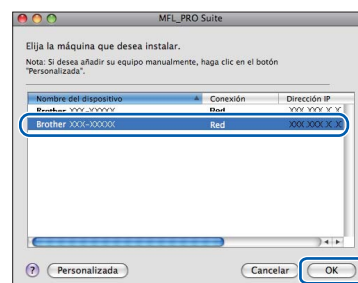 MFL_PRO Suite
Elija la máquina que desea instalar.
Nota: Si desea añadir su equipo manualmente, haga clic en el botón
"Personalizada".
Nombre del dispositivo Conexión Dirección IP
Brother XXX-XXXXX Red XXX XXX X X
Brother XXX-XXXXX Red XXX XXX X X
? Personalizada Cancelar OK